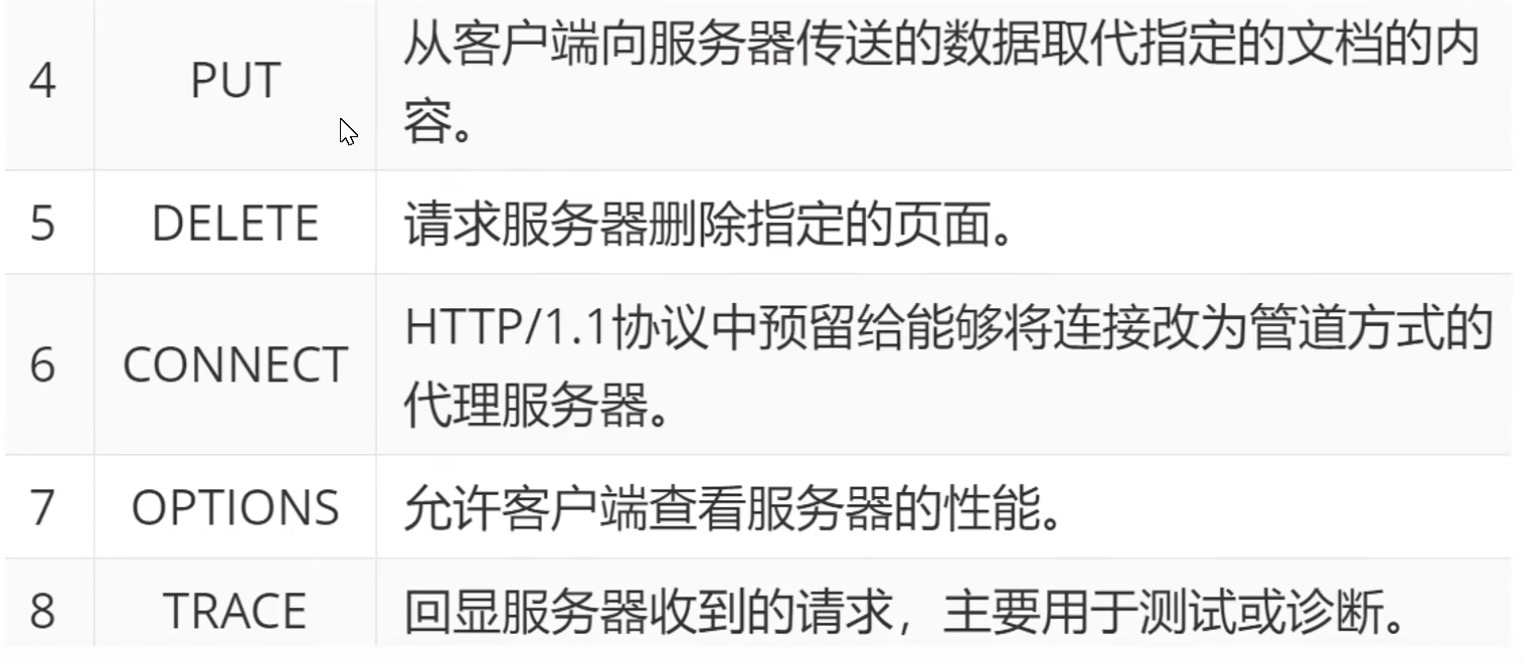 4 PUT 从客户端向服务器传送的数据取代指定的文档的内
容。
5 DELETE 请求服务器删除指定的页面。
6 CONNECT HTTP/1.1协议中预留给能够将连接改为管道方式的
代理服务器。
7 OPTIONS 允许客户端查看服务器的性能。
8 TRACE 回显服务器收到的请求，主要用于测试或诊断。